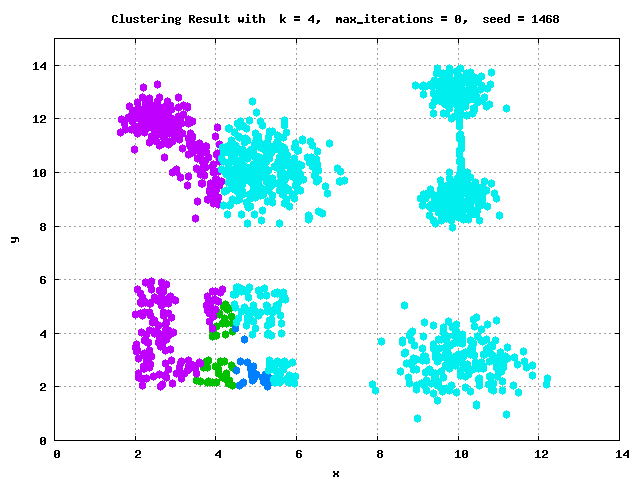 Clustering Result with  k = 4,  max_iterations = 0,  seed = 1468
14
12
10
8
6
4
2
0
y
0 2 4 6 8 10 12 14
x